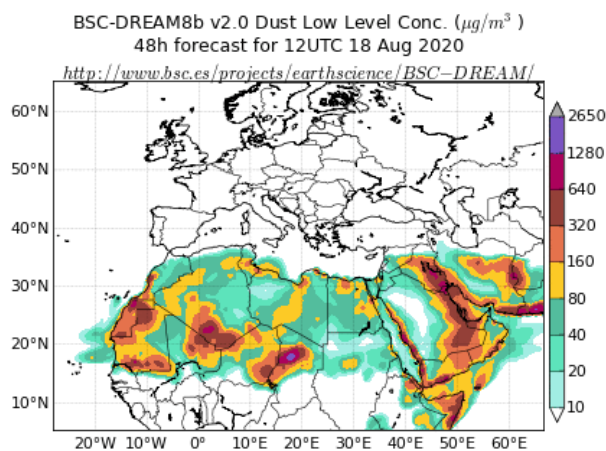 BSC-DREAM8b v2.0 Dust Low Level Conc. (μg/m³ )
48h forecast for 12UTC 18 Aug 2020
http://www.bsc.es/projects/earthscience/BSC−DREAM/
60°N
50°N
40°N
30°N
20°N
10°N
20°W 10°W 0° 10°E 20°E 30°E 40°E 50°E 60°E
2650
1280
640
320
160
80
40
20
10